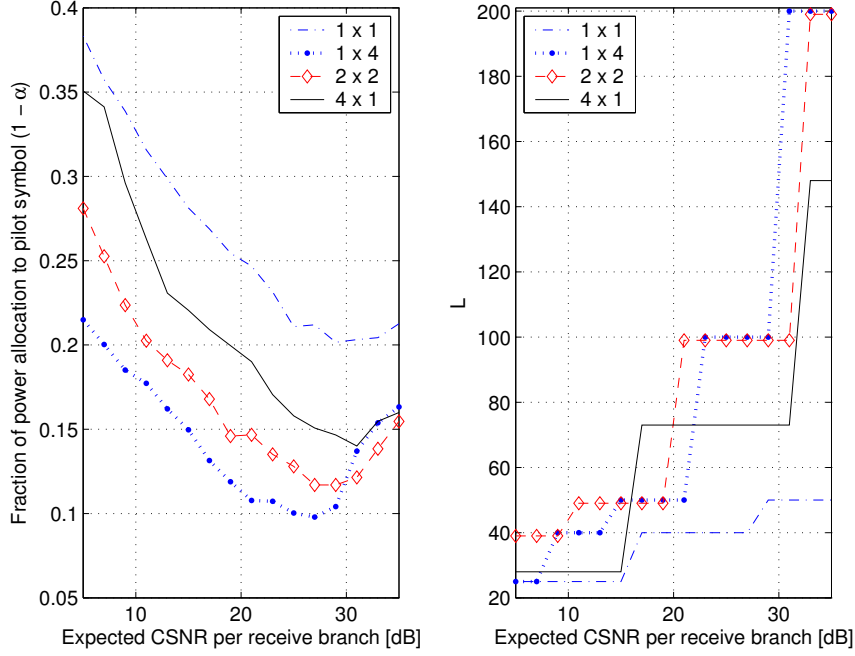 0.4
0.35
0.3
0.25
0.2
0.15
0.1
0.05
10
20
30
Fraction of power allocation to pilot symbol (1 − α)
Expected CSNR per receive branch [dB]
1 x 1
1 x 4
2 x 2
4 x 1
200
180
160
140
120
100
80
60
40
20
10
20
30
L
Expected CSNR per receive branch [dB]
1 x 1
1 x 4
2 x 2
4 x 1